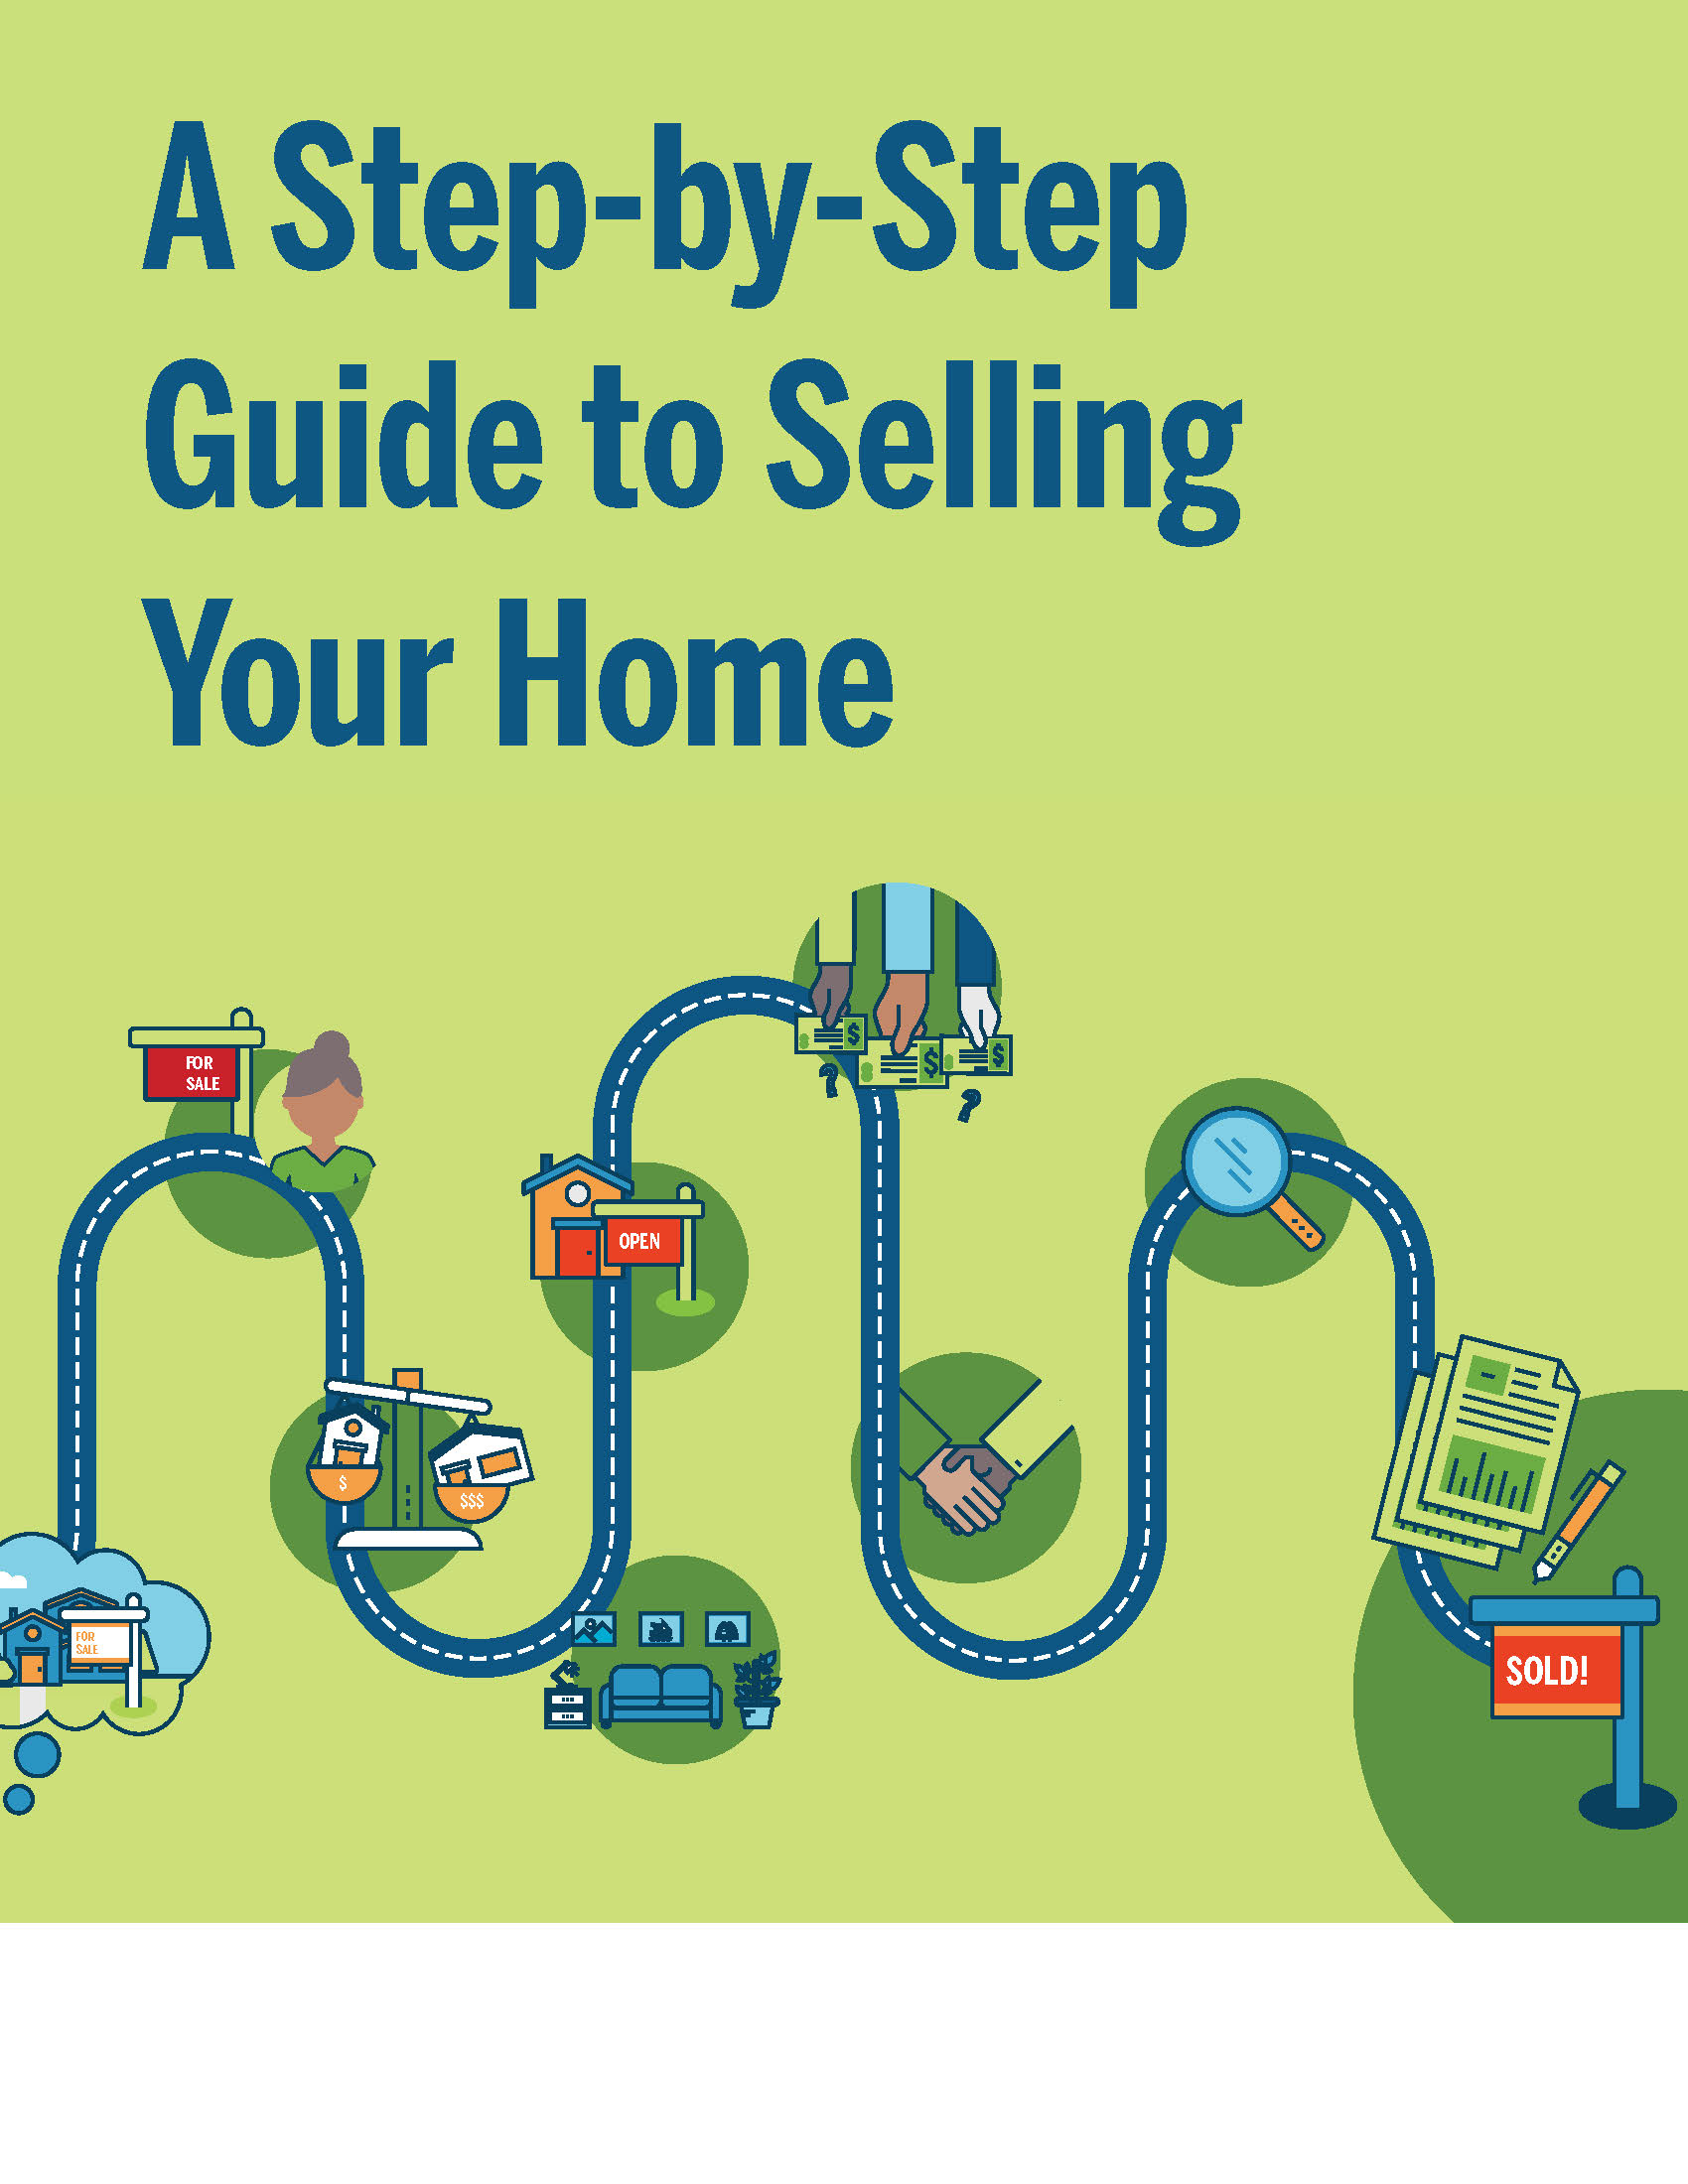 A Step-by-Step
Guide to Selling
Your Home
FOR
SALE
$
?
$
$
?
OPEN
$
$$$
FOR
SALE
SOLD!